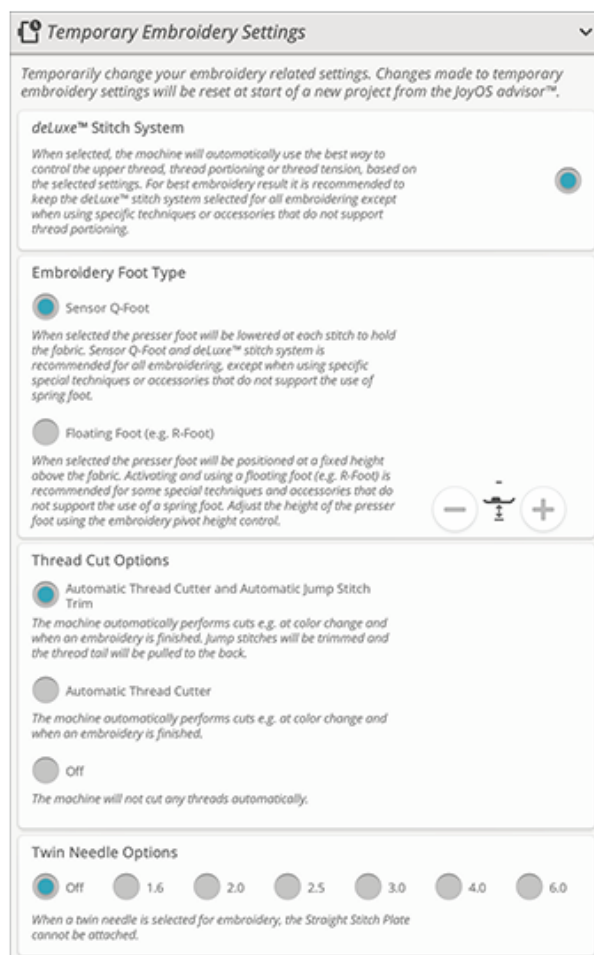 Temporary Embroidery Settings
Temporarily change your embroidery related settings. Changes made to temporary
embroidery settings will be reset at start of a new project from the JoyOS advisor™.
deLuxe™ Stitch System
When selected, the machine will automatically use the best way to
control the upper thread, thread portioning or thread tension, based on
the selected settings. For best embroidery result it is recommended to
keep the deLuxe™ stitch system selected for all embroidering except
when using specific techniques or accessories that do not support
thread portioning.
Embroidery Foot Type
Sensor Q-Foot
When selected the presser foot will be lowered at each stitch to hold
the fabric. Sensor Q-Foot and deLuxe™ stitch system is
recommended for all embroidering, except when using specific
special techniques or accessories that do not support the use of
spring foot.
Floating Foot (e.g. R-Foot)
When selected the presser foot will be positioned at a fixed height
above the fabric. Activating and using a floating foot (e.g. R-Foot) is
recommended for some special techniques and accessories that do
not support the use of a spring foot. Adjust the height of the presser
foot using the embroidery pivot height control.
-
Thread Cut Options
Automatic Thread Cutter and Automatic Jump Stitch
Trim
The machine automatically performs cuts e.g. at color change and
when an embroidery is finished. Jump stitches will be trimmed and
the thread tail will be pulled to the back.
Automatic Thread Cutter
The machine automatically performs cuts e.g. at color change and
when an embroidery is finished.
Off
The machine will not cut any threads automatically.
Twin Needle Options
Off 1.6 2.0 2.5 3.0 4.0 6.0
When a twin needle is selected for embroidery, the Straight Stitch Plate
cannot be attached.